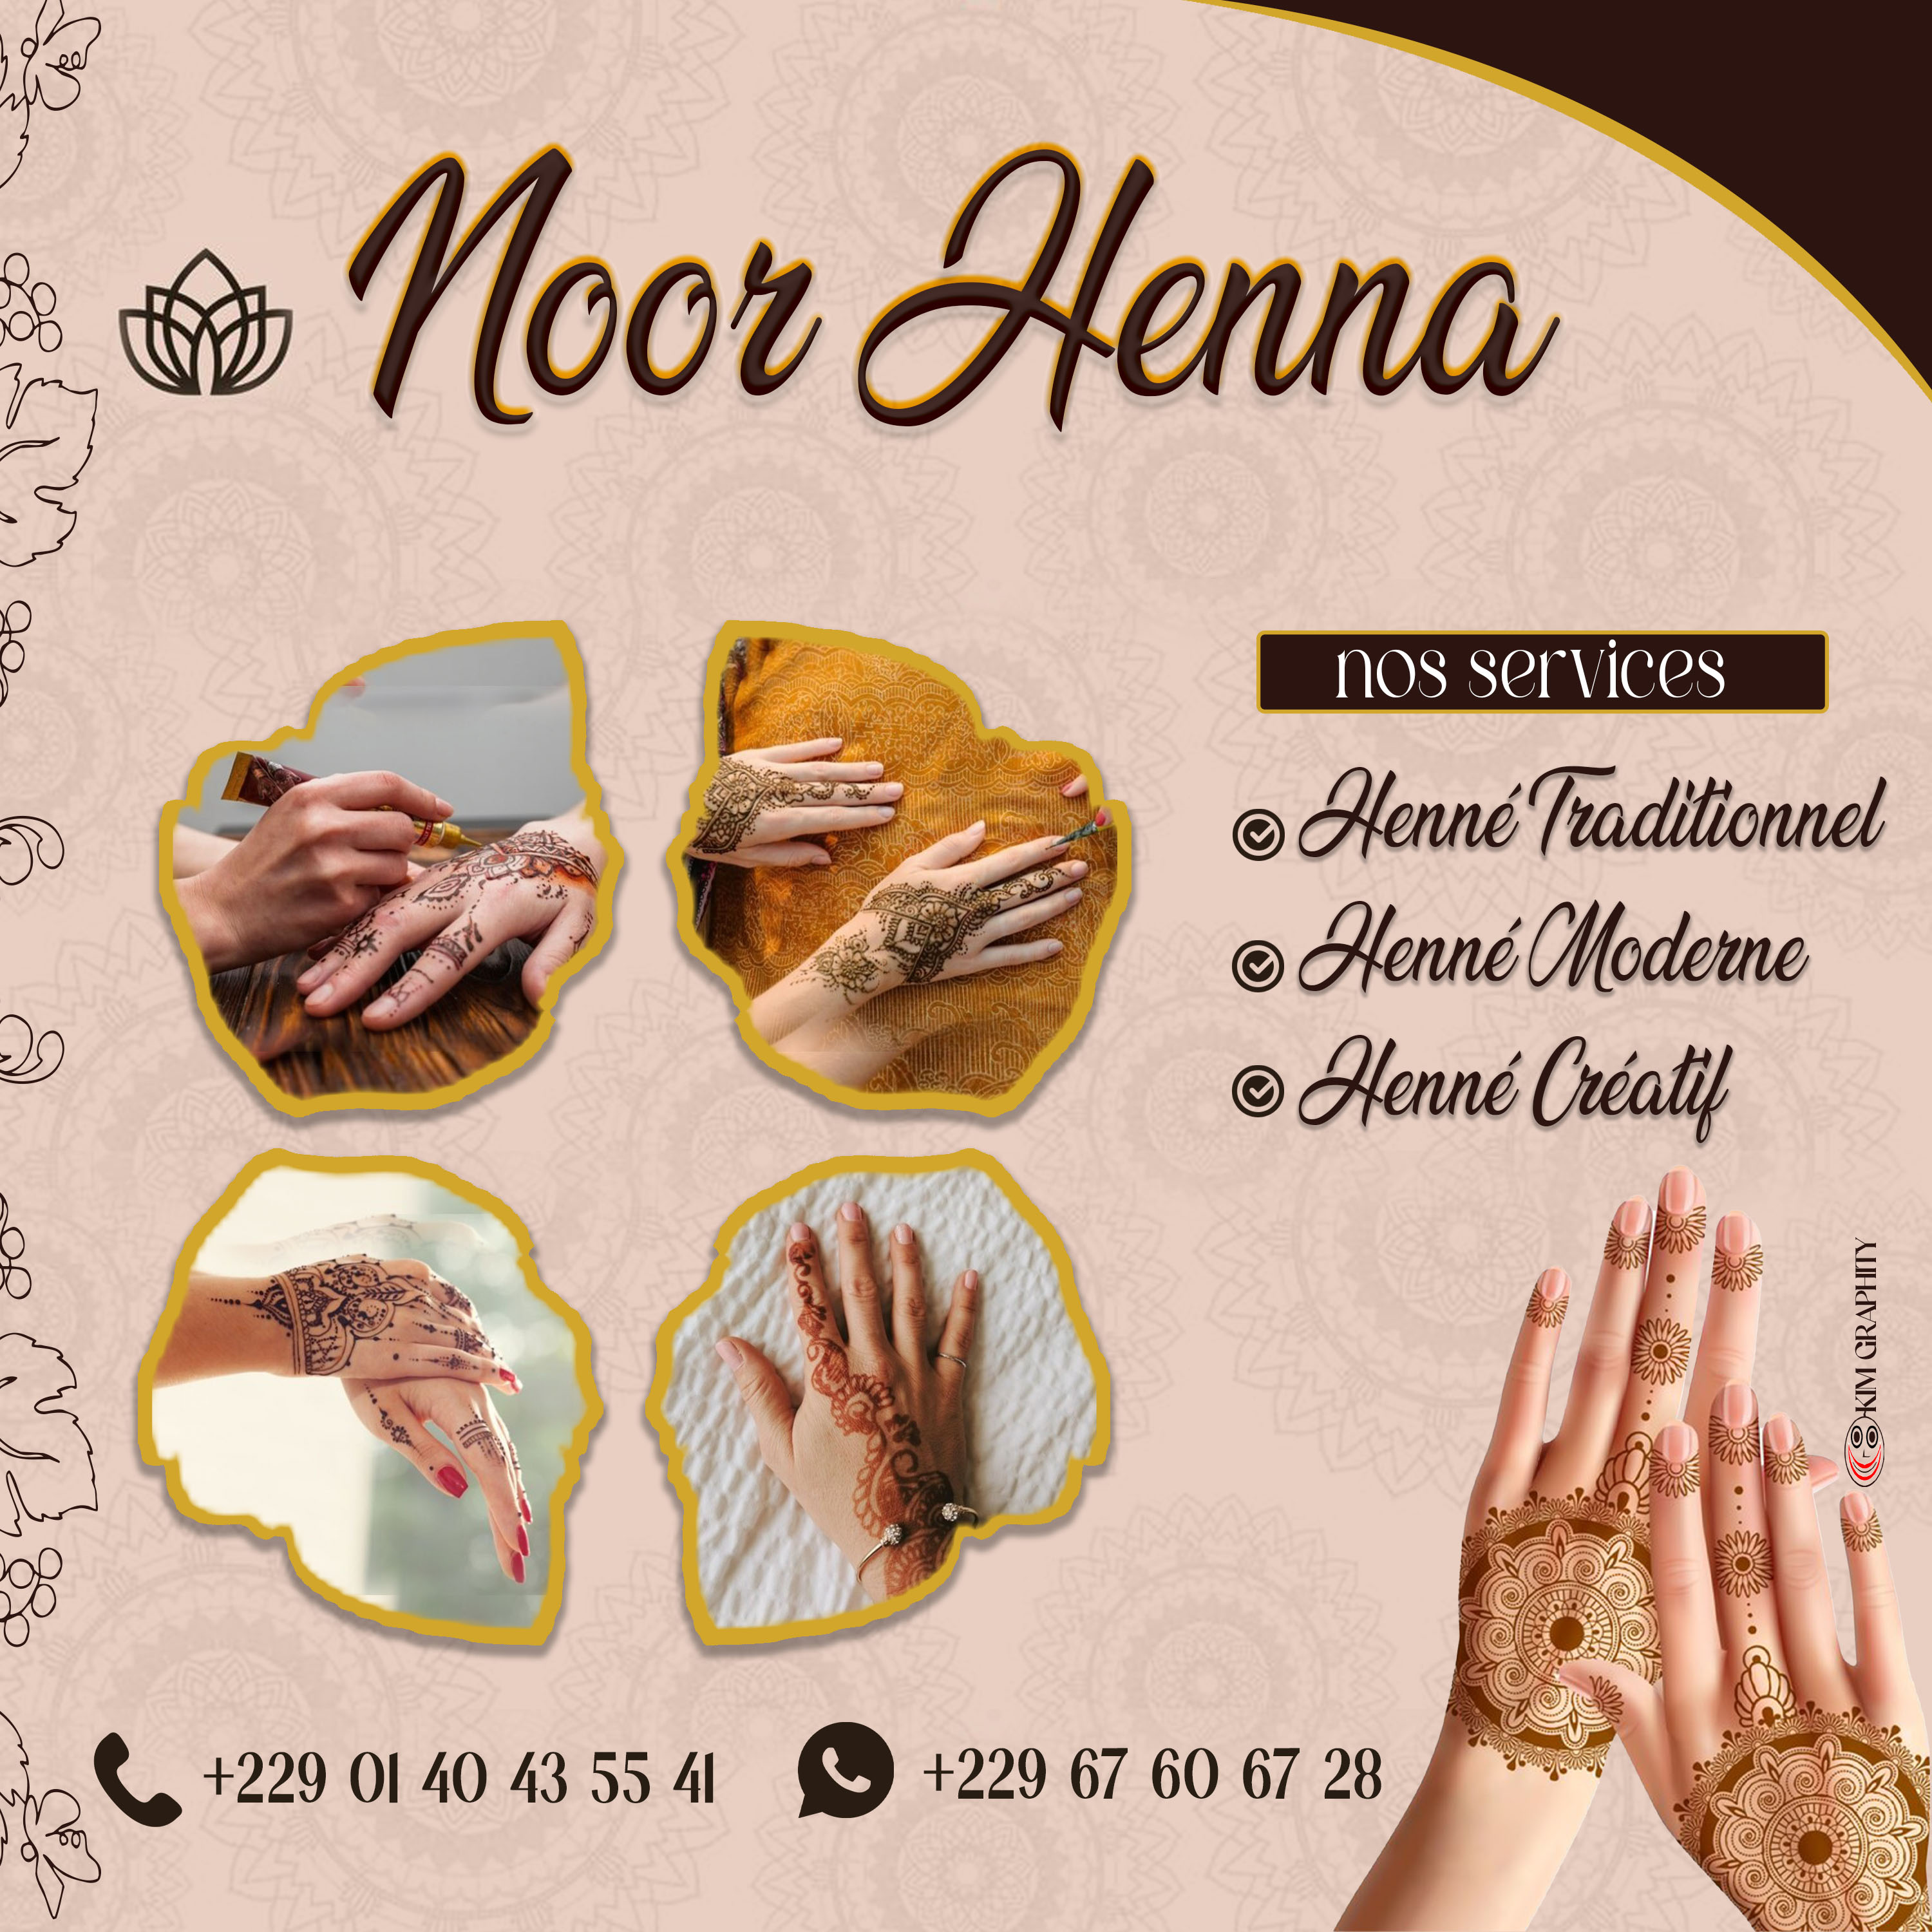 Noor Henna
nos services
Henné Traditionnel
Henné Moderne
Henné Créatif
KIM GRAPHITY
+229 01 40 43 55 41
+229 67 60 67 28